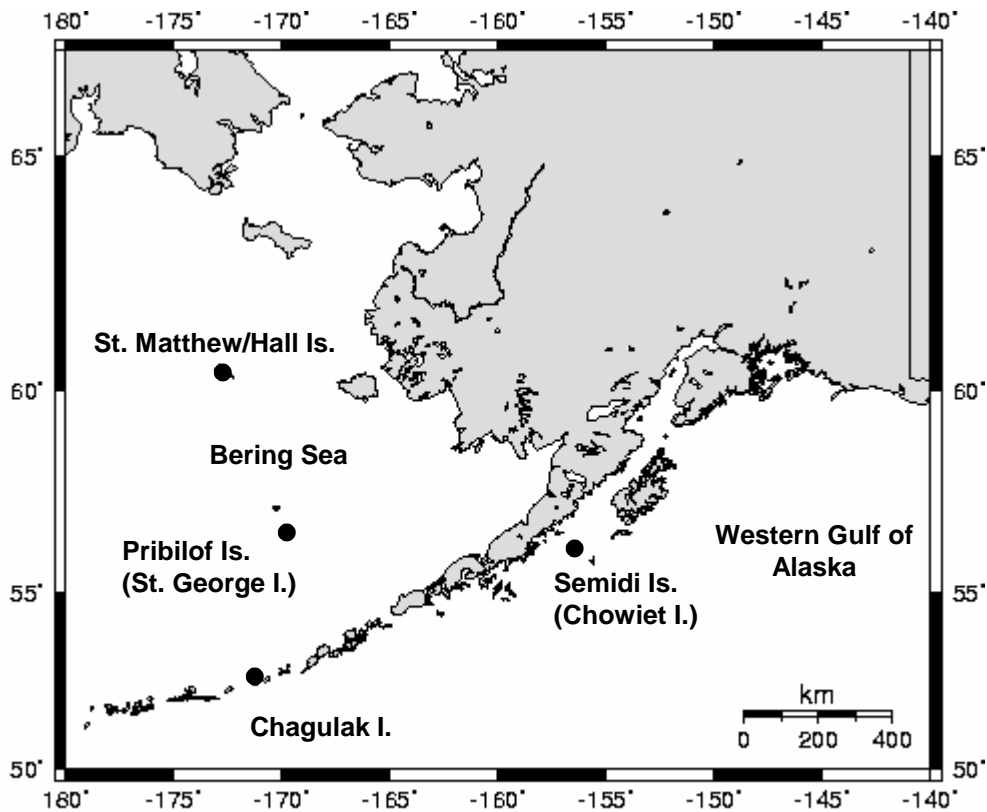 -180° -175° -170° -165° -160° -155° -150° -145° -140°
65° 65°
St. Matthew/Hall Is.
60° 60°
Bering Sea
Pribilof Is.
(St. George I.)
Western Gulf of
Alaska
Semidi Is.
(Chowiet I.)
55° 55°
km
0 200 400
Chagulak I.
50° 50°
-180° -175° -170° -165° -160° -155° -150° -145° -140°